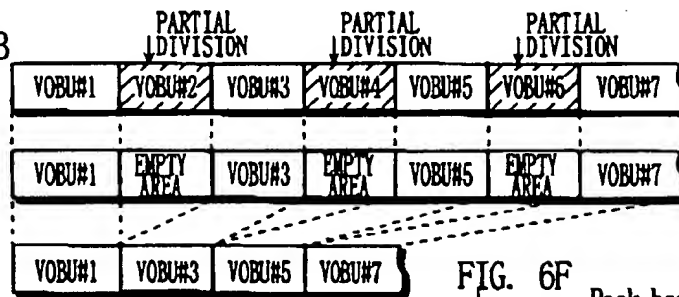 PARTIAL PARTIAL PARTIAL
DIVISION DIVISION DIVISION
B
VOBU#1 VOBU#2 VOBU#3 VOBU#4 VOBU#5 VOBU#6 VOBU#7
VOBU#1 EMPTY AREA VOBU#3 EMPTY AREA VOBU#5 EMPTY AREA VOBU#7
VOBU#1 VOBU#3 VOBU#5 VOBU#7
FIG. 6F